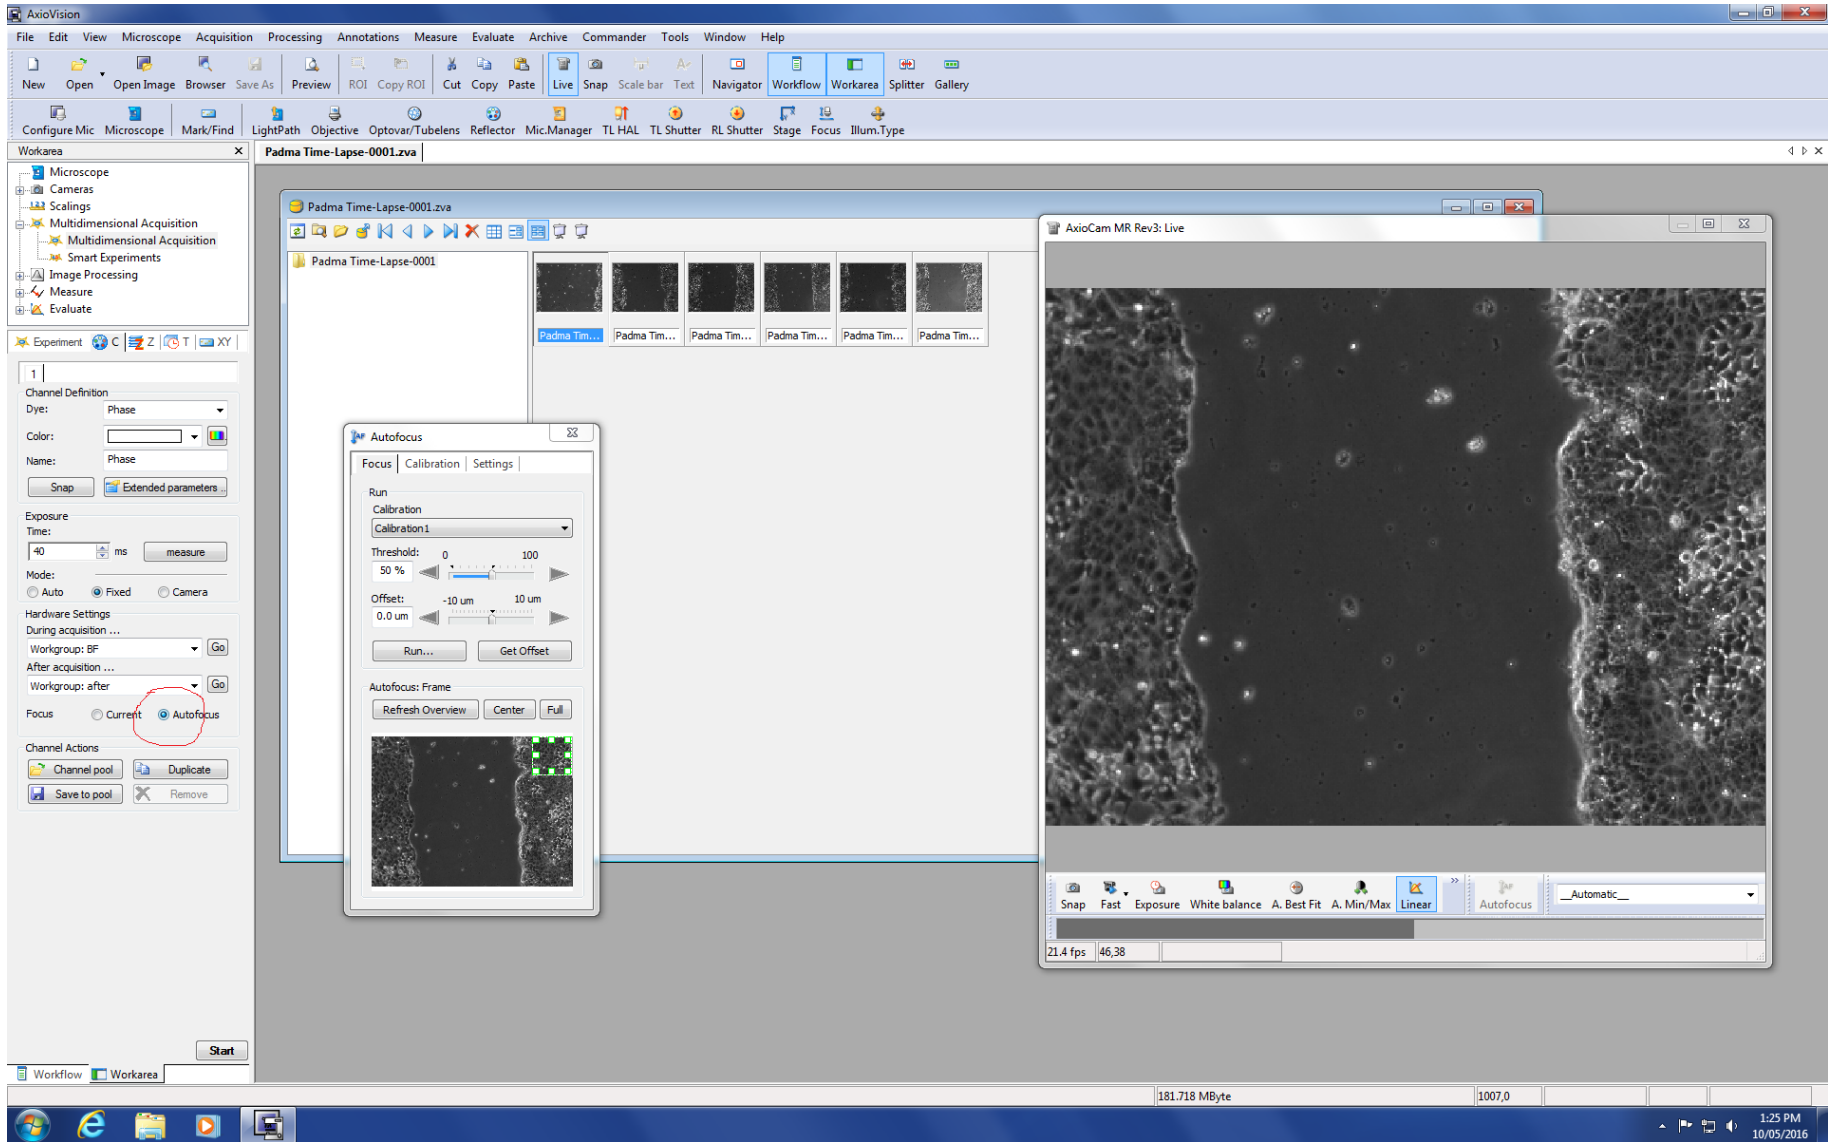 AxioVision
File Edit View Microscope Acquisition Processing Annotations Measure Evaluate Archive Commander Tools Window Help
New Open Open Image Browser Save As Preview ROI Copy ROI Cut Copy Paste Live Snap Scale bar Text Navigator Workflow Workarea Splitter Gallery
Configure Mic Microscope Mark/Find LightPath Objective Optovar/Tubelens Reflector Mic.Manager TL HAL TL Shutter RL Shutter Stage Focus Illum.Type
Workarea
Padma Time-Lapse-0001.zva
Microscope
Cameras
Scalings
Multidimensional Acquisition
Multidimensional Acquisition
Smart Experiments
Image Processing
Measure
Evaluate
Experiment C Z T XY
1
Channel Definition
Dye: Phase
Color:
Name: Phase
Snap Extended parameters ..
Exposure
Time:
40 ms measure
Mode:
Auto Fixed Camera
Hardware Settings
During acquisition ...
Workgroup: BF Go
After acquisition ...
Workgroup: after Go
Focus Current Autofocus
Channel Actions
Channel pool Duplicate
Save to pool Remove
Start
Workflow Workarea
Padma Time-Lapse-0001.zva
Padma Time-Lapse-0001
Padma Tim... Padma Tim... Padma Tim... Padma Tim... Padma Tim... Padma Tim...
AF Autofocus
Focus Calibration Settings
Run
Calibration
Calibration1
Threshold: 0 100
50 %
Offset: -10 um 10 um
0.0 um
Run... Get Offset
Autofocus: Frame
Refresh Overview Center Full
AxioCam MR Rev3: Live
Snap Fast Exposure White balance A. Best Fit A. Min/Max Linear Autofocus __Automatic__
21.4 fps 46,38
181.718 MByte 1007,0
1:25 PM
10/05/2016